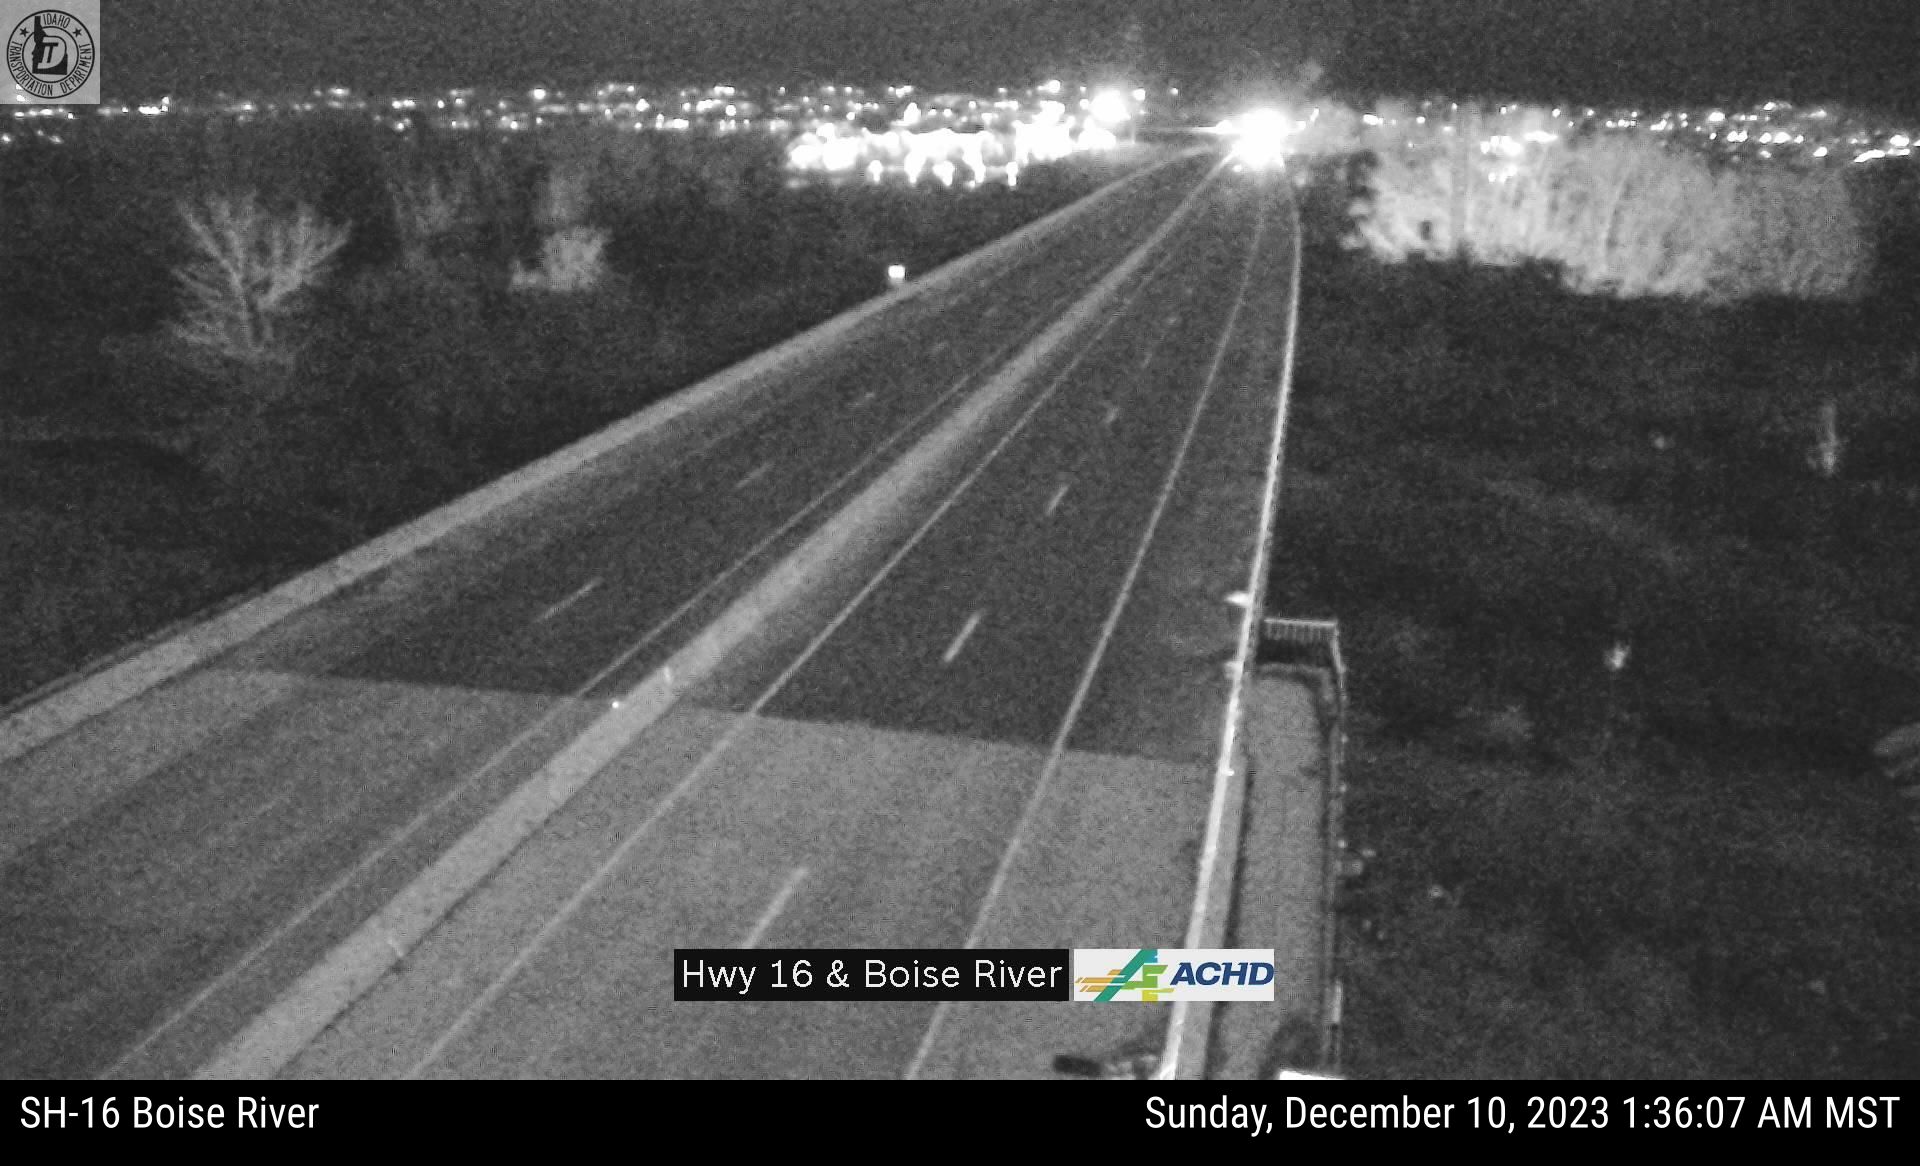 IDAHO
TRANSPORTATION DEPARTMENT
Hwy 16 & Boise River
ACHD
SH-16 Boise River
Sunday, December 10, 2023 1:36:07 AM MST